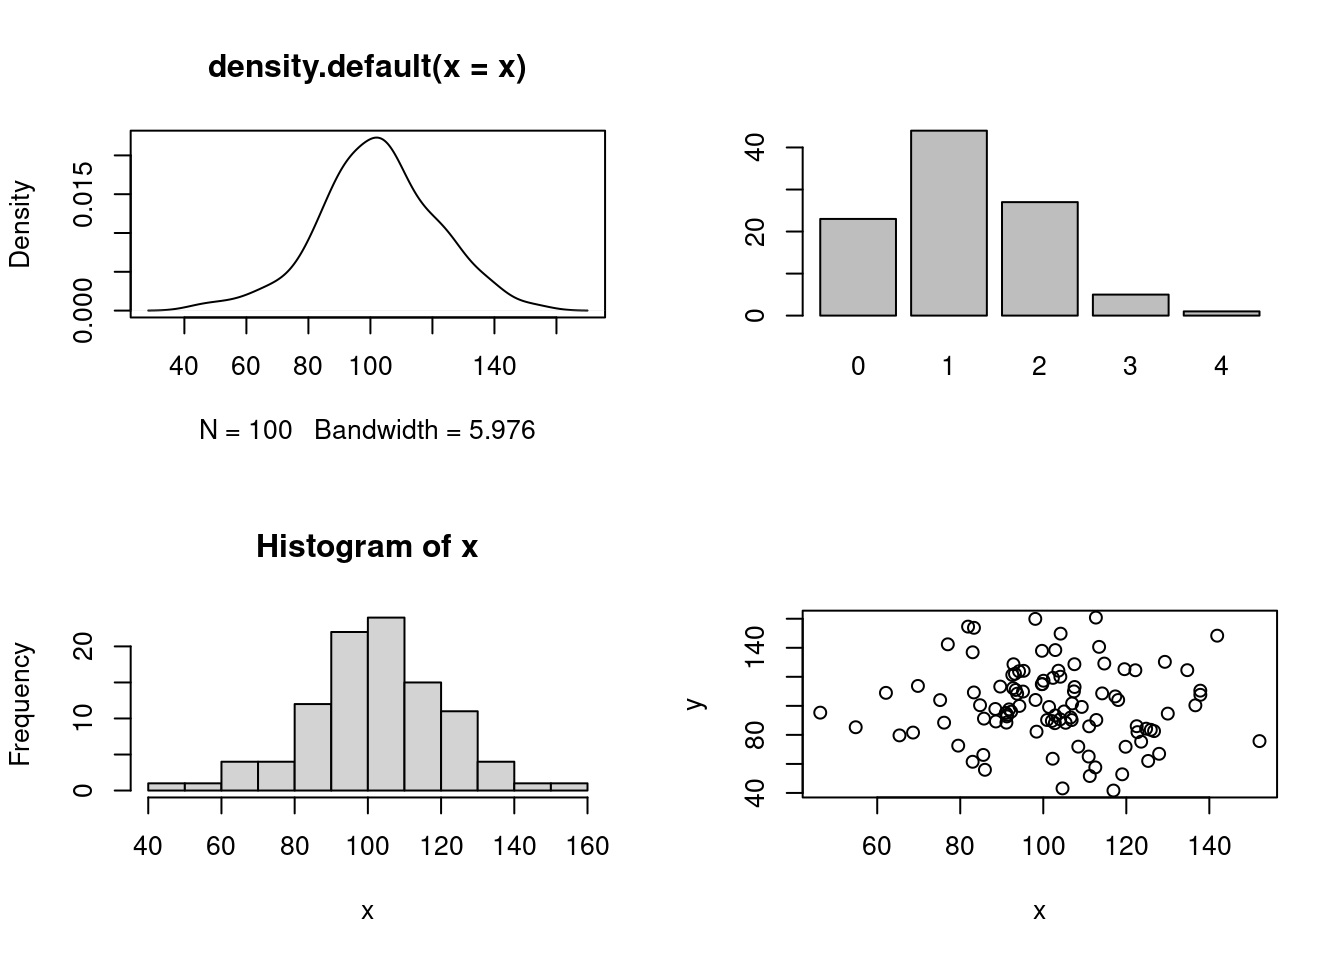 density.default(x = x)
Density
0.000
0.015
40 60 80 100 140
N = 100 Bandwidth = 5.976
0
20
40
0 1 2 3 4
Histogram of x
Frequency
0
10
20
40 60 80 100 120 140 160
x
y
40
80
140
60 80 100 120 140
x